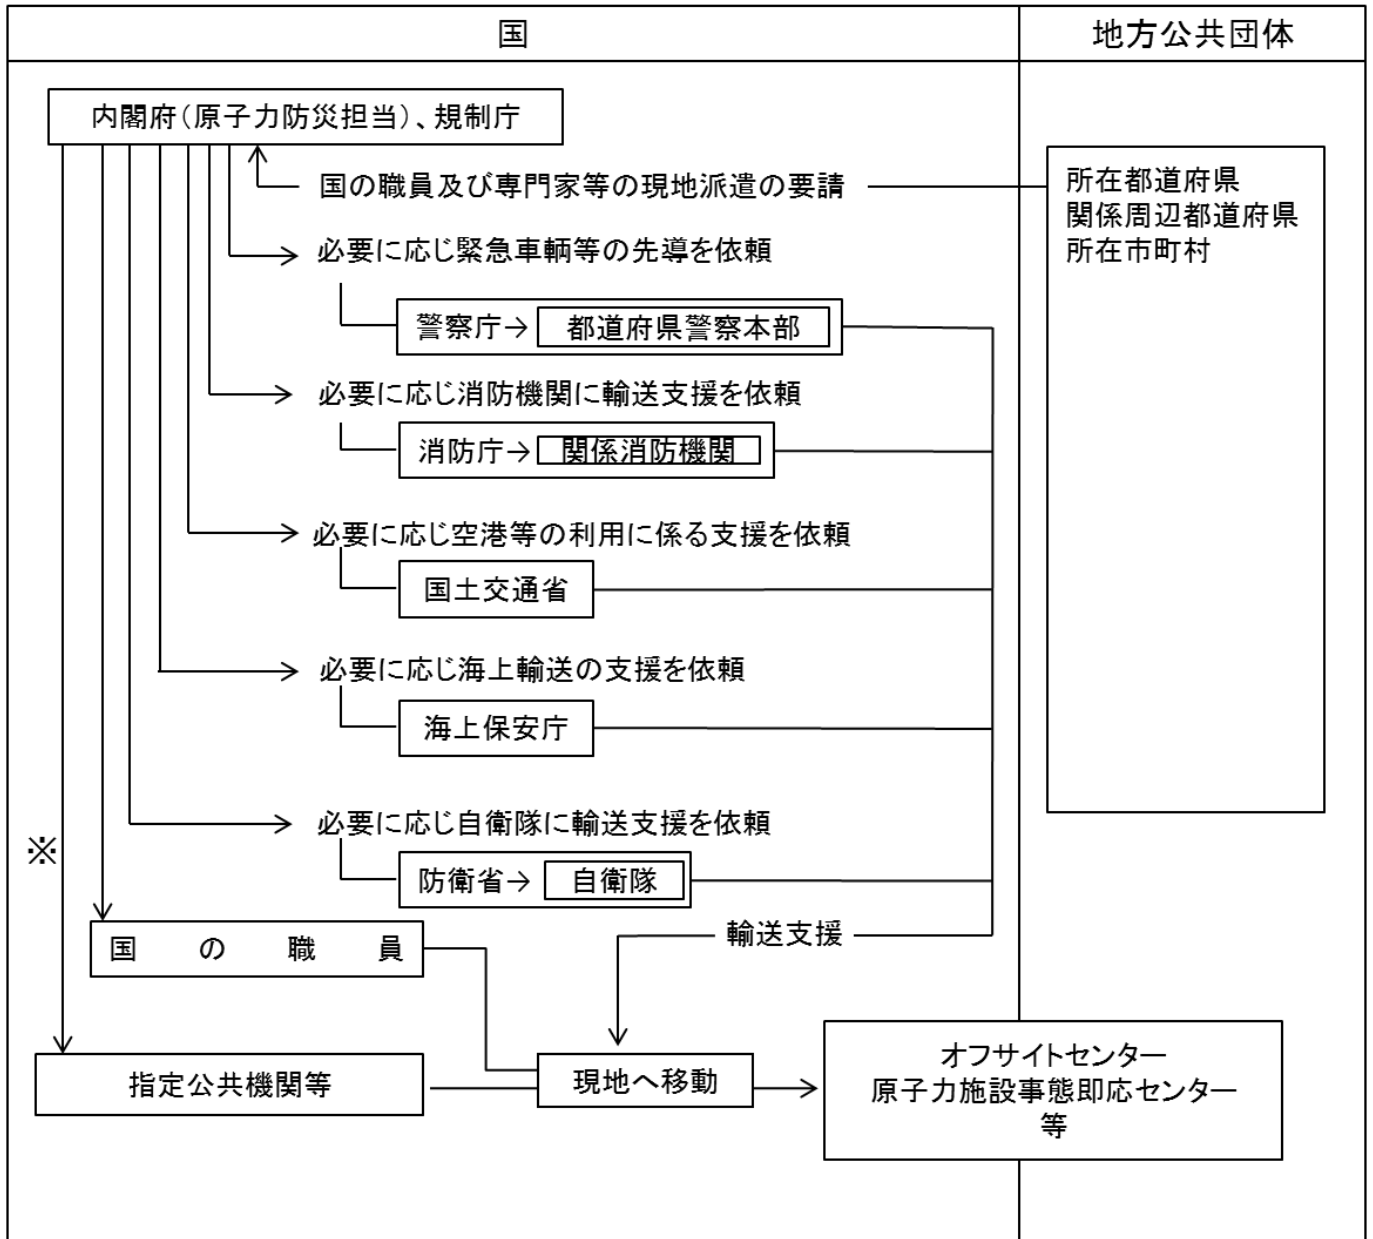 国
地方公共団体
内閣府(原子力防災担当)、規制庁
国の職員及び専門家等の現地派遣の要請
所在都道府県
関係周辺都道府県
所在市町村
必要に応じ緊急車輌等の先導を依頼
警察庁→ 都道府県警察本部
必要に応じ消防機関に輸送支援を依頼
消防庁→ 関係消防機関
必要に応じ空港等の利用に係る支援を依頼
国土交通省
必要に応じ海上輸送の支援を依頼
海上保安庁
必要に応じ自衛隊に輸送支援を依頼
※
防衛省→ 自衛隊
輸送支援
国の職員
指定公共機関等
現地へ移動
オフサイトセンター
原子力施設事態即応センター
等